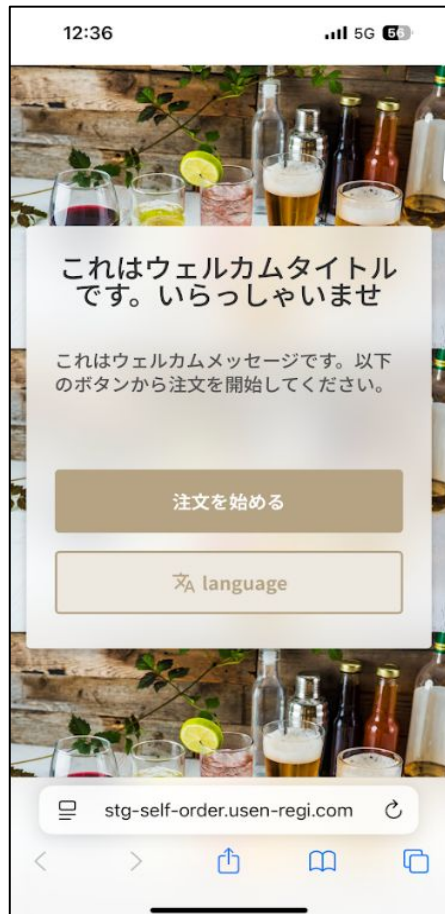 12:36
5G 56
これはウェルカムタイトル
です。いらっしゃいませ
これはウェルカムメッセージです。以下
のボタンから注文を開始してください。
注文を始める
language
stg-self-order.usen-regi.com